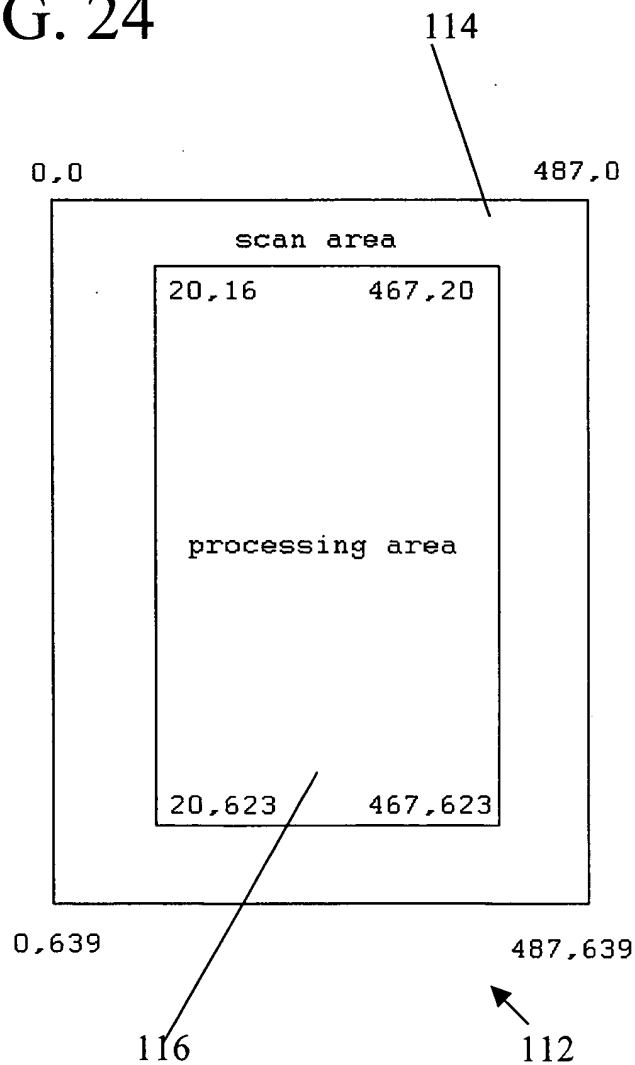 G. 24
114
0,0 487,0
scan area
20,16 467,20
processing area
20,623 467,623
0,639 487,639
116 112